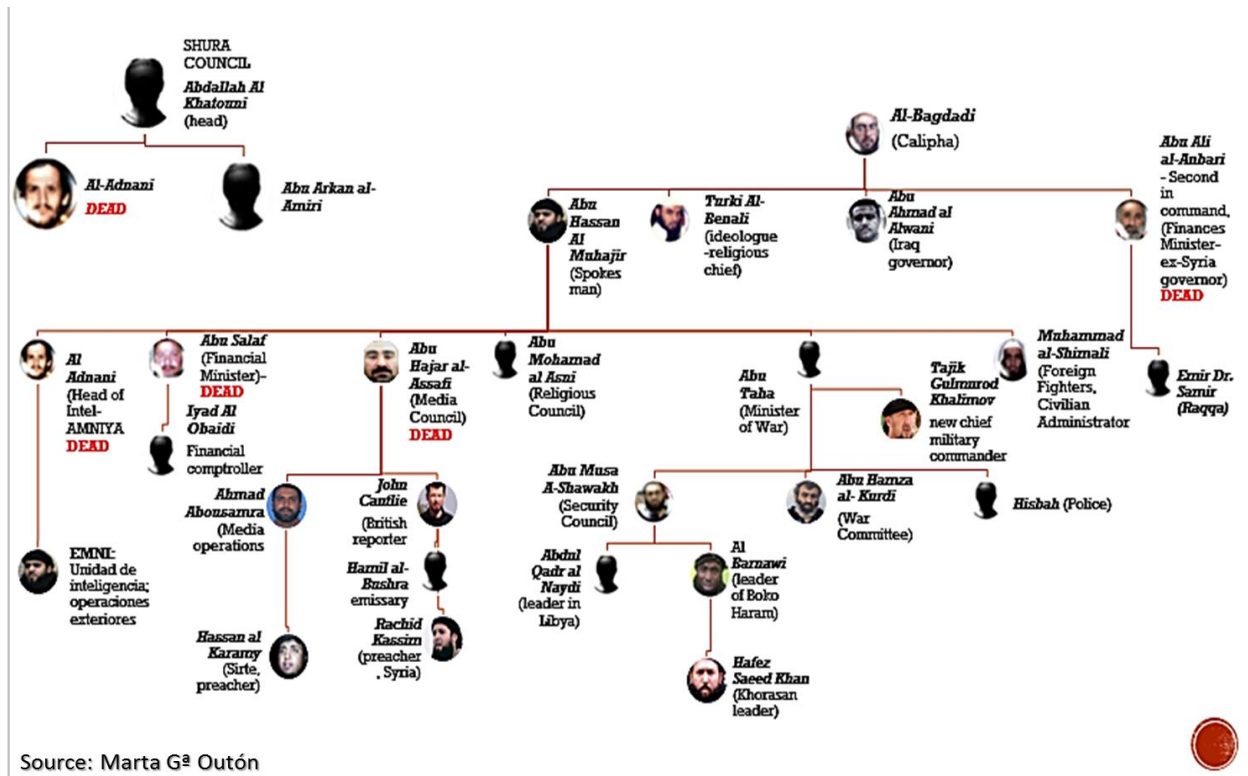 SHURA
COUNCIL
Abdallah Al
Khatouni
(head)
Al-Adnani
DEAD
Abu Arkan al-
Amiri
Al-Bagdadi
(Calipha)
Abu
Hassan
Al
Muhajir
(Spokes
man)
Turki Al-
Benali
(ideologue
-religious
chief)
Abu
Ahmad al
Alwani
(Iraq
governor)
Abu Ali
al-Anbari
- Second
in
command,
(Finances
Minister-
ex-Syria
governor)
DEAD
Al
Adnani
(Head of
Intel-
AMNIYA
DEAD
Abu Salaf
(Financial
Minister)-
DEAD
Iyad Al
Obaidi
Financial
comptroller
Abu
Hajar al-
Assafi
(Media
Council)
DEAD
Abu
Mohamad
al Asni
(Religious
Council)
Abu
Taha
(Minister
of War)
Tajik
Gulmurod
Khalimov
new chief
military
commander
Muhammad
al-Shimali
(Foreign
Fighters,
Civilian
Administrator
Emir Dr.
Samir
(Raqqa)
Ahmad
Abousamra
(Media
operations
John
Cantlie
(British
reporter
Abu Musa
A-Shawakh
(Security
Council)
Abu Hamza
al- Kurdi
(War
Committee)
Hisbah (Police)
EMNI:
Unidad de
inteligencia;
operaciones
exteriores
Hamil al-
Bushra
emissary
Abdul
Qadr al
Naydi
(leader in
Libya)
Al
Barnawi
(leader
of Boko
Haram)
Hassan al
Karamy
(Sirte,
preacher)
Rachid
Kassim
(preacher
, Syria)
Hafez
Saeed Khan
(Khorasan
leader)
Source: Marta Gª Outón